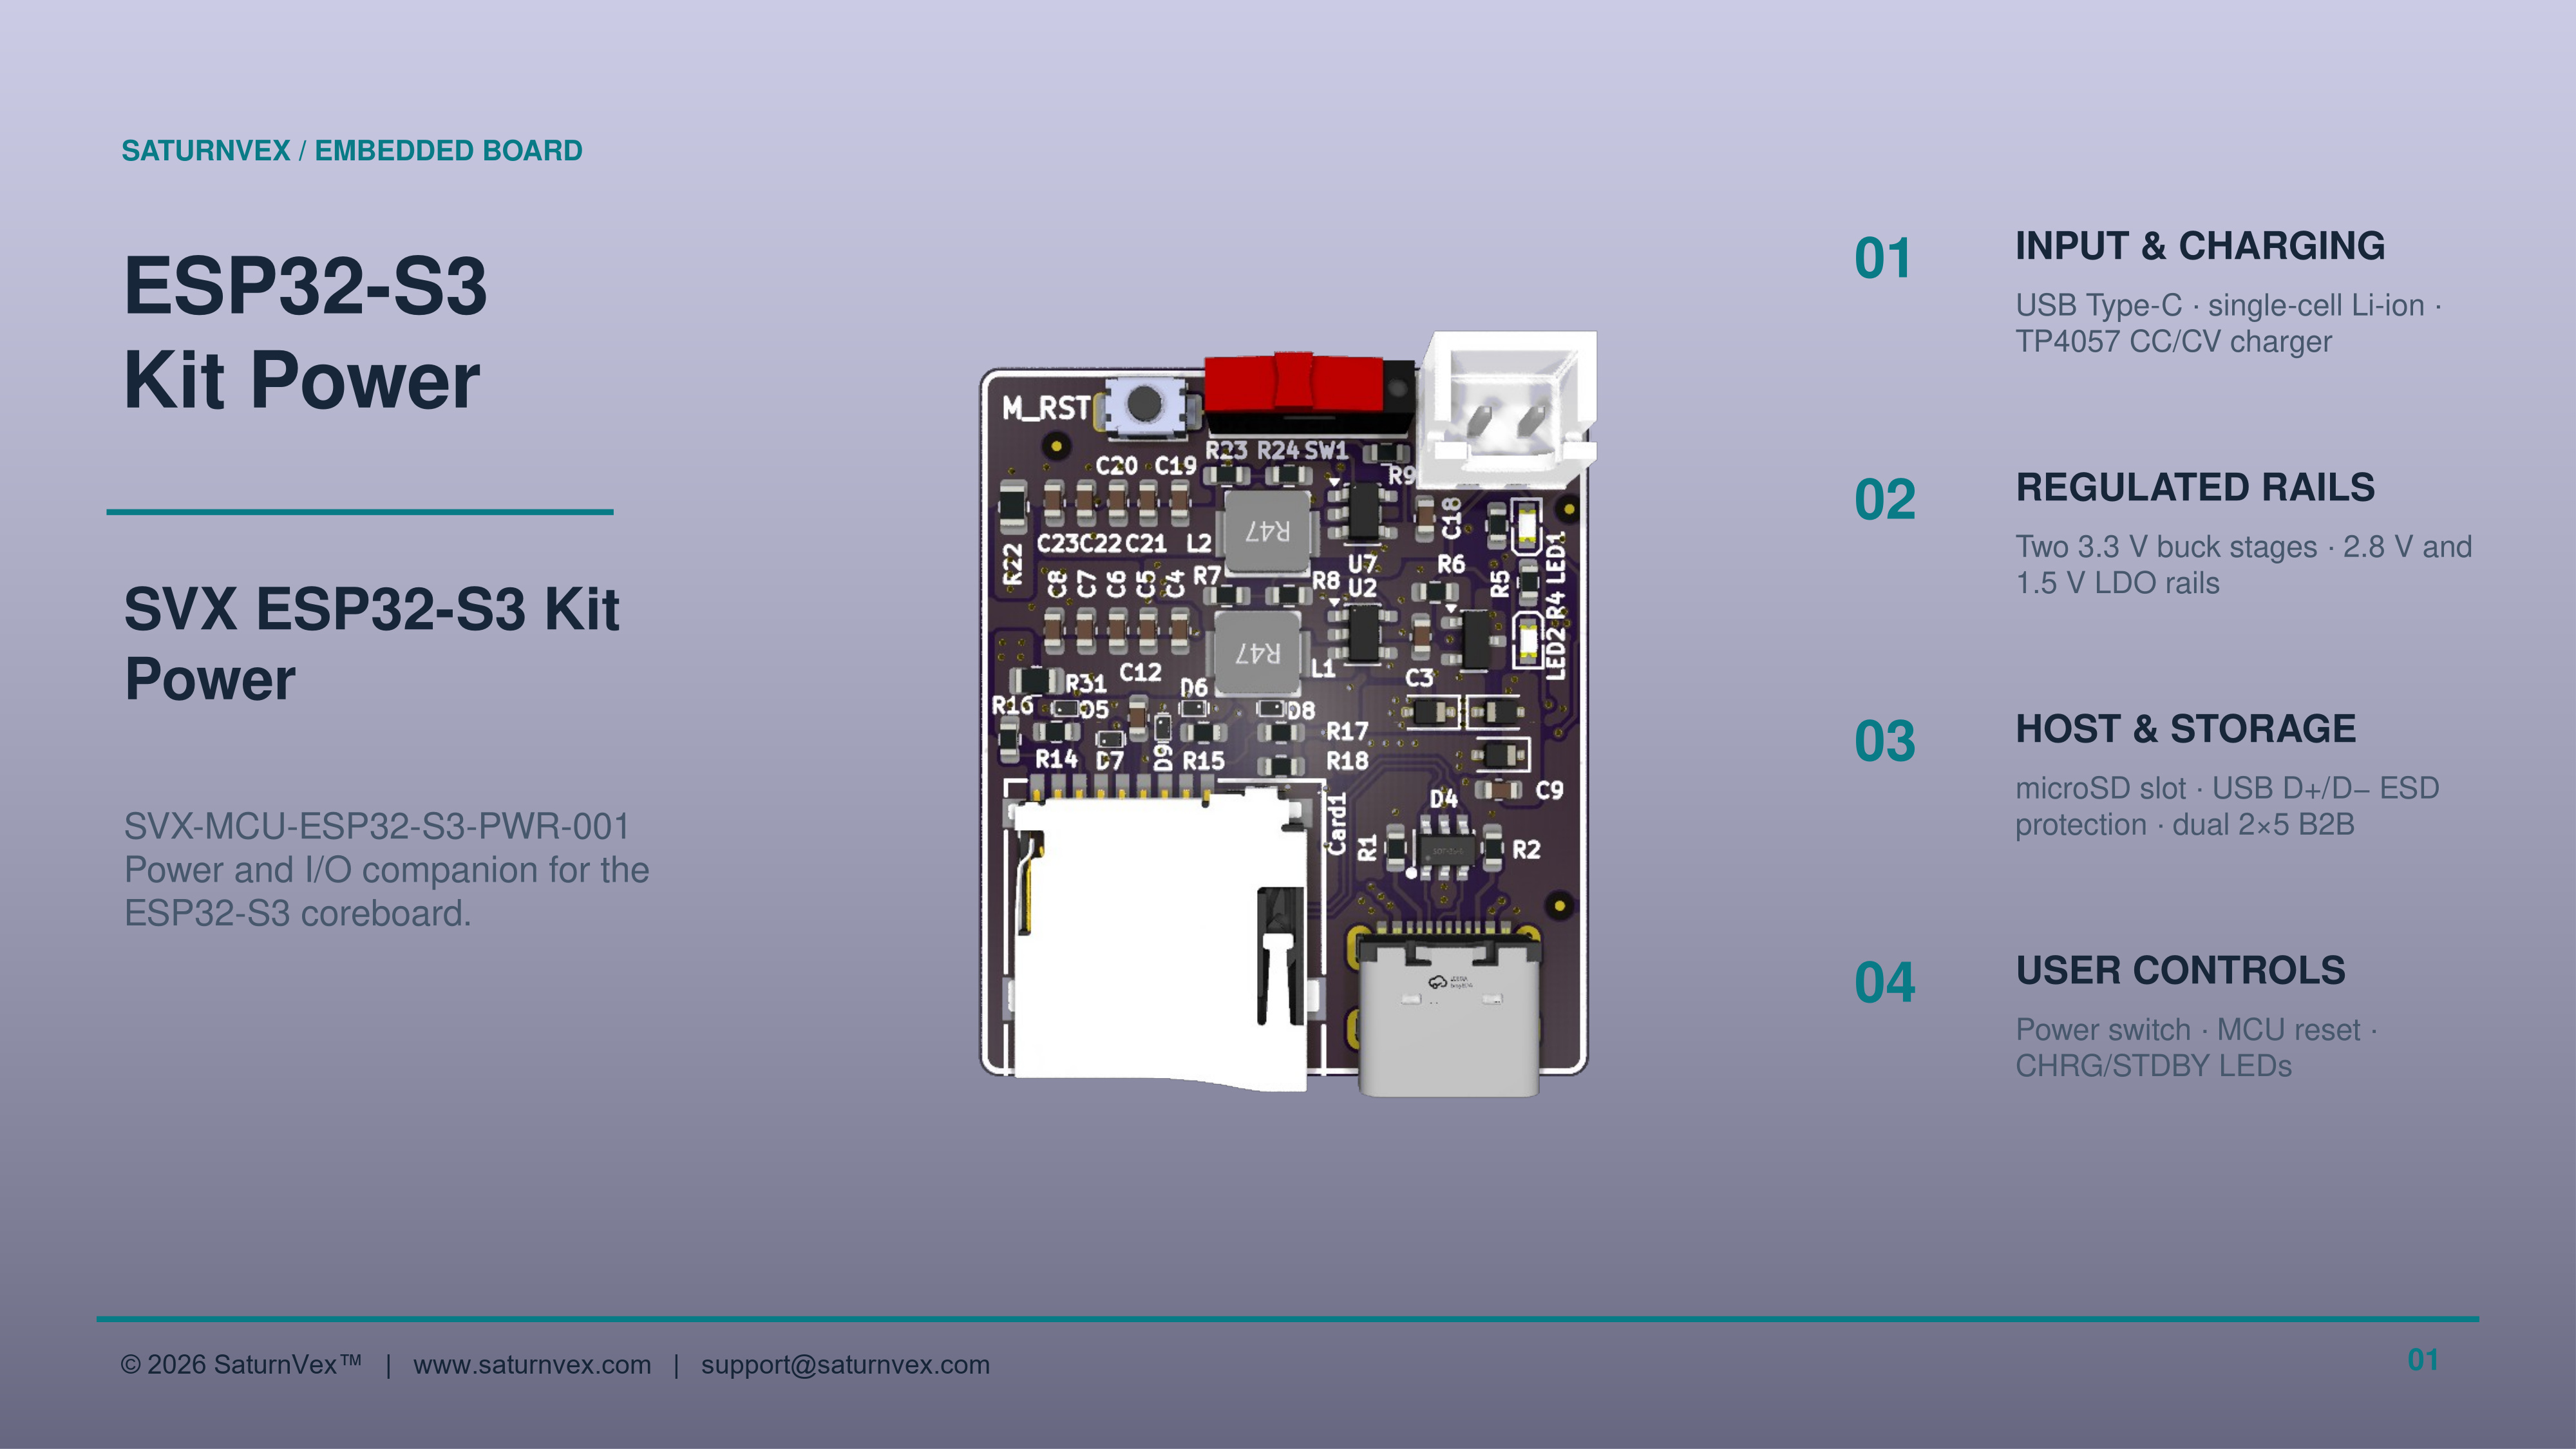 SATURNVEX / EMBEDDED BOARD
ESP32-S3
Kit Power
SVX ESP32-S3 Kit
Power
SVX-MCU-ESP32-S3-PWR-001
Power and I/O companion for the
ESP32-S3 coreboard.
M_RST
R23 R24 SW1
R9
C20 C19
R47
C18
R22
C23 C22 C21 L2
U7
LED1
C8 C7 C6 C5 C4 R7
R8 U2
R6
R5
R4
R47
LED2
L1
C12
C3
R31
D6
R16
D5
D8
R17
R14 D7 D9 R15
R18
C9
Card1
D4
R1
R2
01
INPUT & CHARGING
USB Type-C · single-cell Li-ion ·
TP4057 CC/CV charger
02
REGULATED RAILS
Two 3.3 V buck stages · 2.8 V and
1.5 V LDO rails
03
HOST & STORAGE
microSD slot · USB D+/D− ESD
protection · dual 2×5 B2B
04
USER CONTROLS
Power switch · MCU reset ·
CHRG/STDBY LEDs
© 2026 SaturnVex™ | www.saturnvex.com | support@saturnvex.com
01